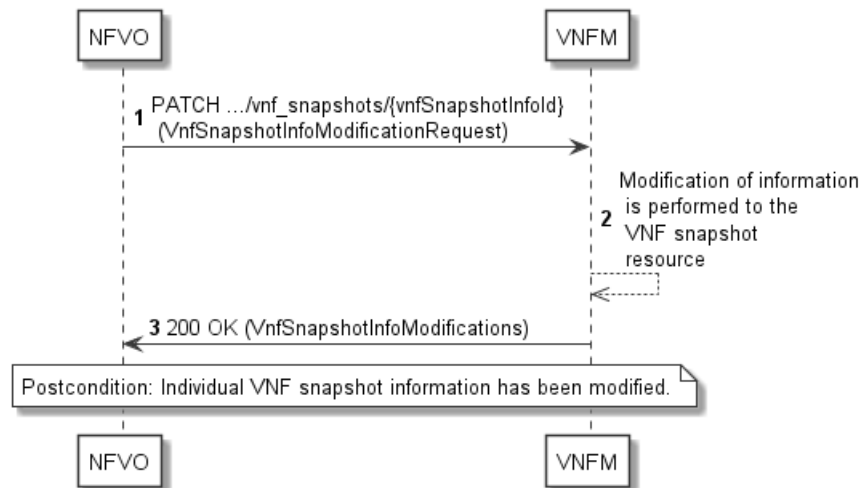 NFVO
VNFM
1 PATCH .../vnf_snapshots/{vnfSnapshotInfoId}
(VnfSnapshotInfoModificationRequest)
Modification of information
is performed to the
2 VNF snapshot
resource
3 200 OK (VnfSnapshotInfoModifications)
Postcondition: Individual VNF snapshot information has been modified.
NFVO
VNFM